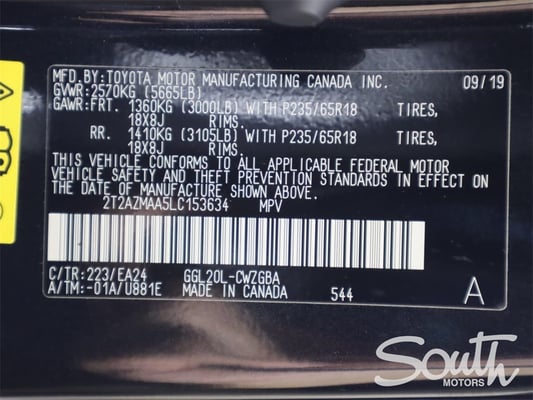 MFD.BY:TOYOTA MOTOR MANUFACTURING CANADA INC. 09/19
GVWR:2570KG (5665LB)
GAWR:FRT. 1360KG (3000LB) WITH P235/65R18 TIRES,
18X8J RIMS.
RR. 1410KG (3105LB) WITH P235/65R18 TIRES,
18X8J RIMS.
THIS VEHICLE CONFORMS TO ALL APPLICABLE FEDERAL MOTOR
VEHICLE SAFETY AND THEFT PREVENTION STANDARDS IN EFFECT ON
THE DATE OF MANUFACTURE SHOWN ABOVE.
2T2AZMAA5LC153634 MPV
C/TR:223/EA24 GGL20L-CWZGBA
A/TM:-01A/U881E MADE IN CANADA 544 A
South
MOTORS